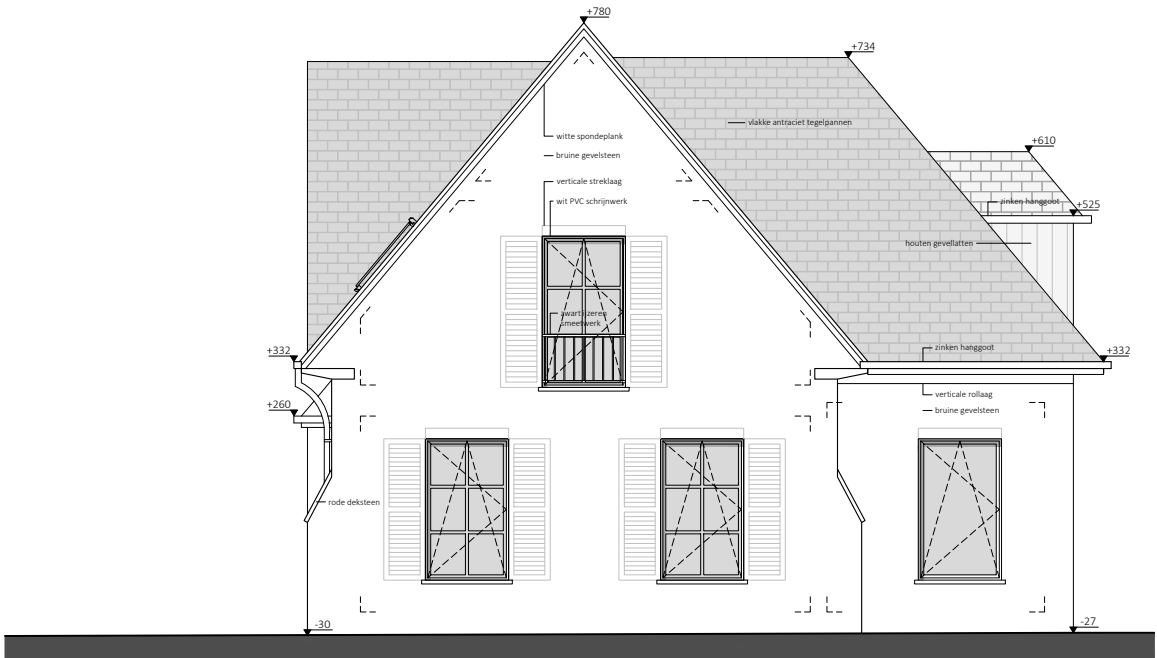 +780
+734
witte spondeplank
vlakke antraciet tegelpannen
bruine gevelsteen
+610
verticale streklaag
wit PVC schrijnwerk
zinken hanggoot
+525
houten gevellatten
zwart ijzeren
smeetwerk
+332
zinken hanggoot
+332
+260
verticale rollaag
bruine gevelsteen
rode deksteen
-30
-27